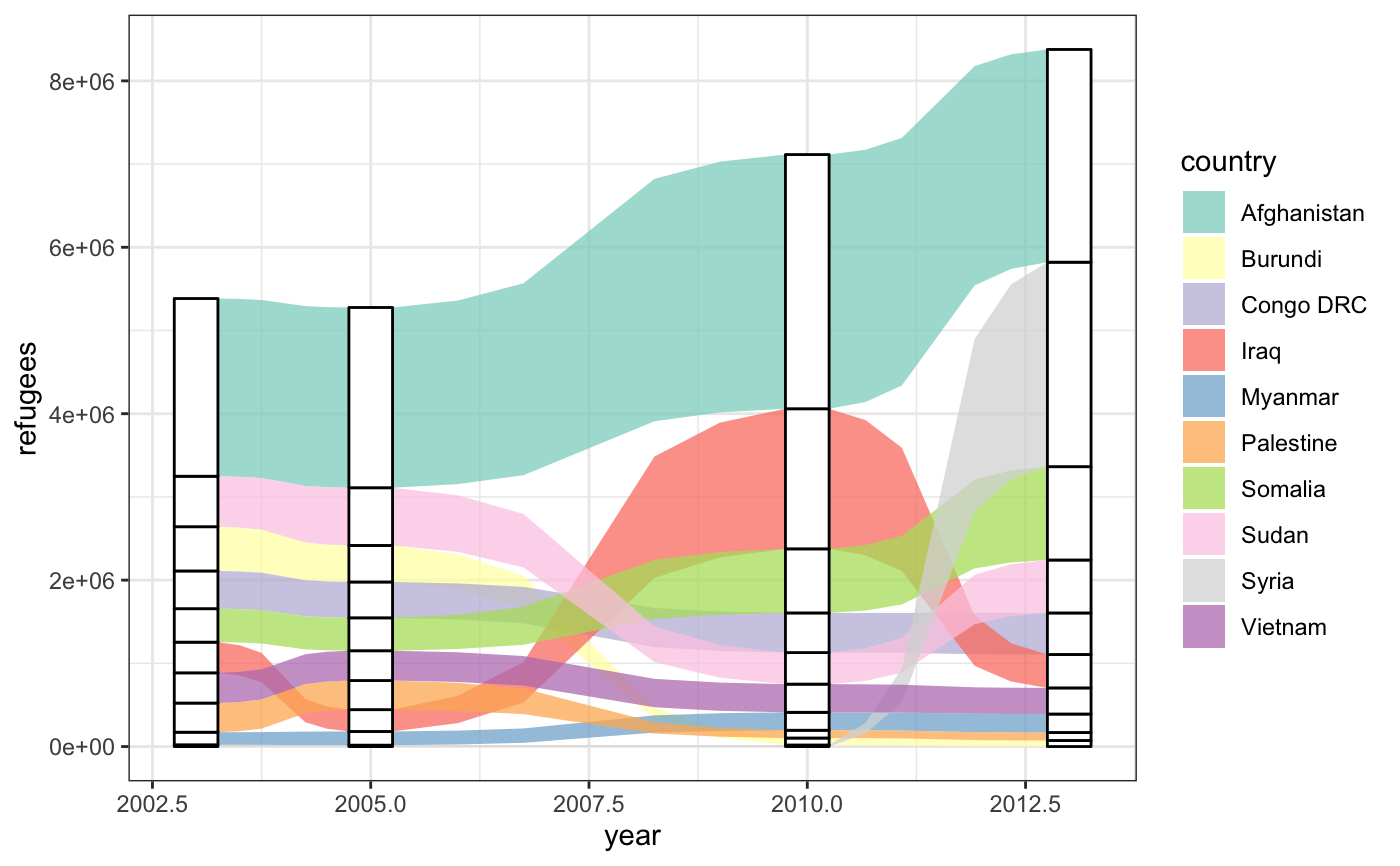 8e+06
6e+06
4e+06
2e+06
0e+00
refugees
2002.5
2005.0
2007.5
2010.0
2012.5
year
country
Afghanistan
Burundi
Congo DRC
Iraq
Myanmar
Palestine
Somalia
Sudan
Syria
Vietnam